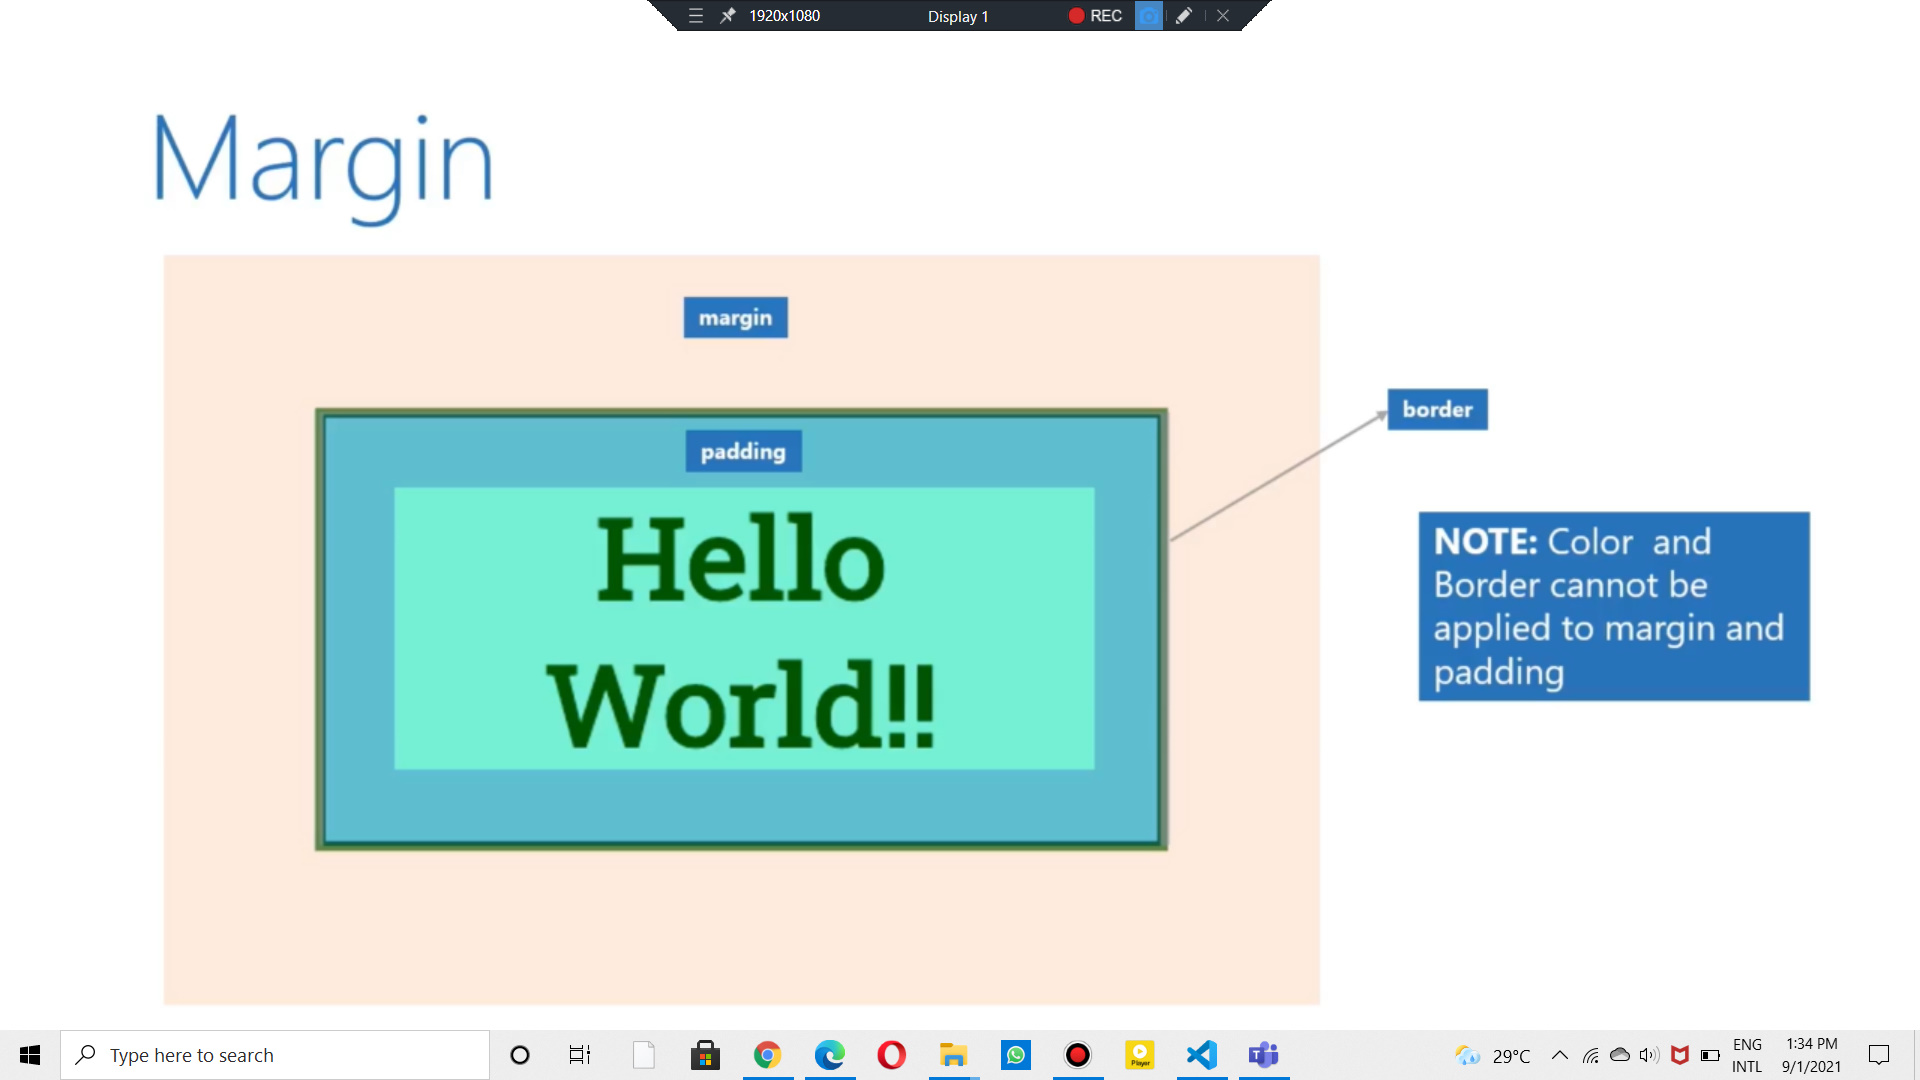 1920x1080
Display 1
REC
Margin
margin
border
padding
Hello
World!!
NOTE: Color  and
Border cannot be
applied to margin and
padding
Type here to search
Player
29°C
ENG
INTL
1:34 PM
9/1/2021